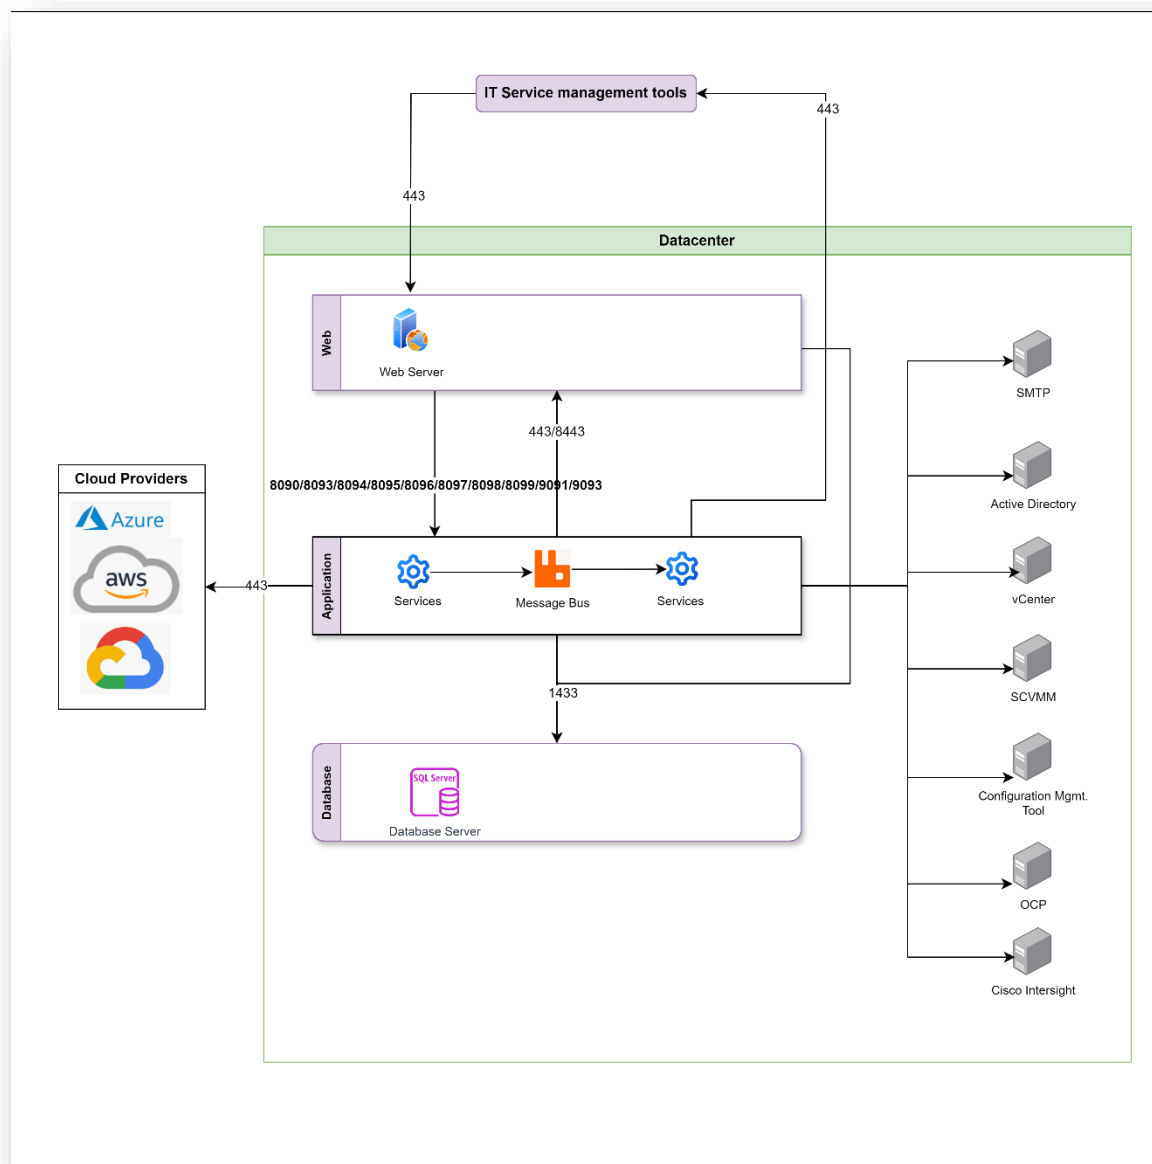 IT Service management tools
443
443
Datacenter
Web
Web Server
SMTP
443/8443
Cloud Providers
8090/8093/8094/8095/8096/8097/8098/8099/9091/9093
Active Directory
Azure
aws
443
Application
Services
Message Bus
Services
vCenter
1433
SCVMM
Database
SQL Server
Database Server
Configuration Mgmt.
Tool
OCP
Cisco Intersight